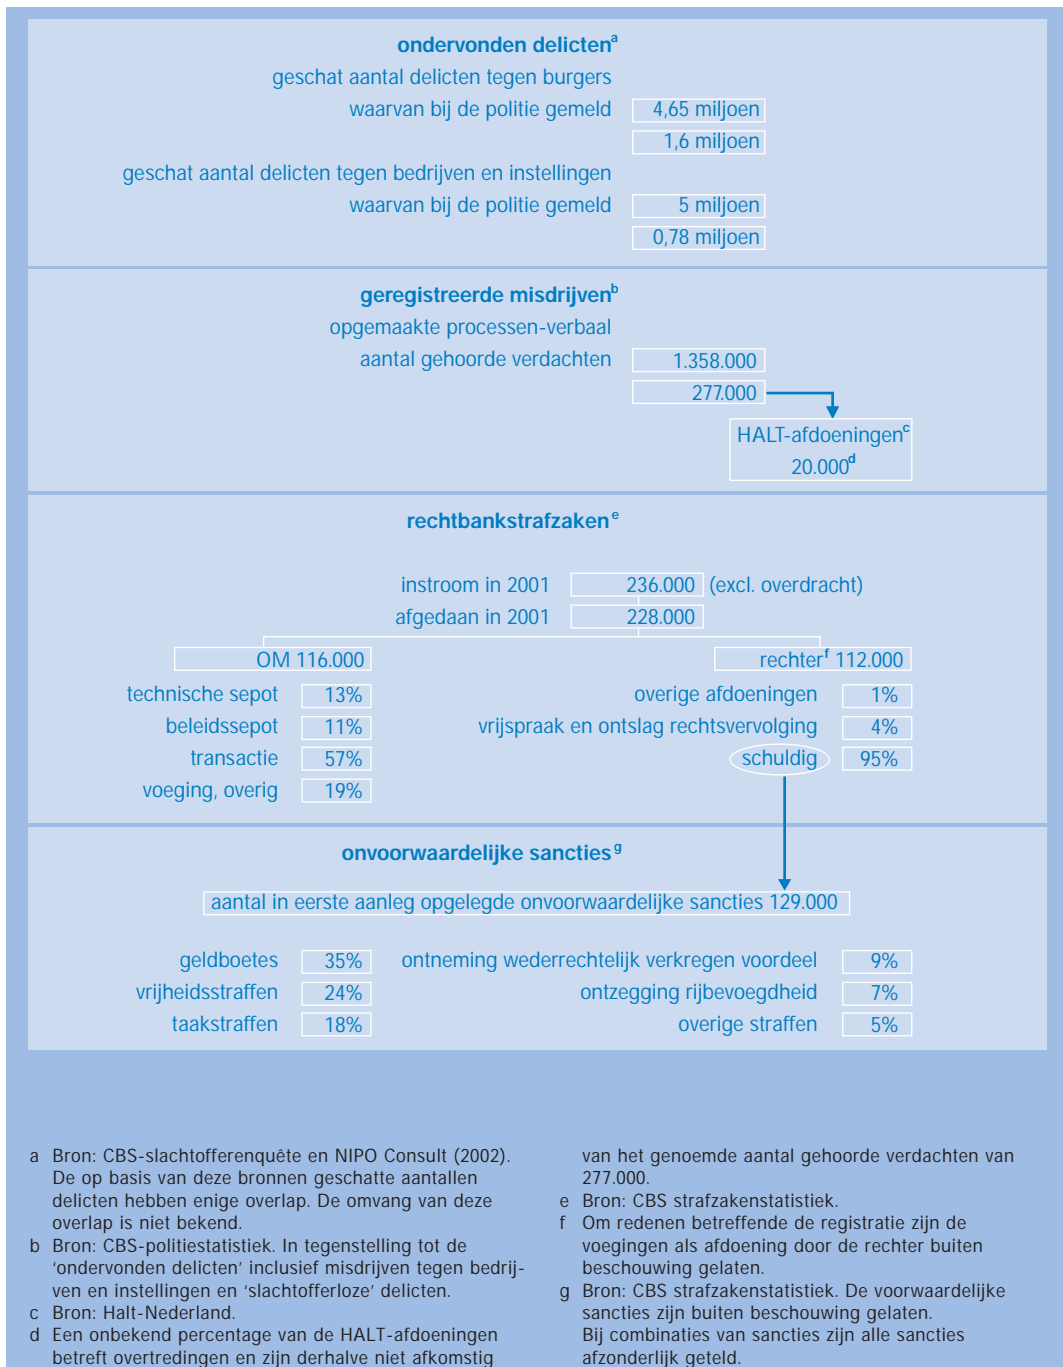 ondervonden delictenᵃ
geschat aantal delicten tegen burgers
waarvan bij de politie gemeld 4,65 miljoen
1,6 miljoen
geschat aantal delicten tegen bedrijven en instellingen
waarvan bij de politie gemeld 5 miljoen
0,78 miljoen
geregistreerde misdrijvenᵇ
opgemaakte processen-verbaal
aantal gehoorde verdachten 1.358.000
277.000
HALT-afdoeningenᶜ
20.000ᵈ
rechtbankstrafzakenᵉ
instroom in 2001 236.000 (excl. overdracht)
afgedaan in 2001 228.000
OM 116.000 rechterᶠ 112.000
technische sepot 13% overige afdoeningen 1%
beleidssepot 11% vrijspraak en ontslag rechtsvervolging 4%
transactie 57% schuldig 95%
voeging, overig 19%
onvoorwaardelijke sanctiesᵍ
aantal in eerste aanleg opgelegde onvoorwaardelijke sancties 129.000
geldboetes 35% ontneming wederrechtelijk verkregen voordeel 9%
vrijheidsstraffen 24% ontzegging rijbevoegdheid 7%
taakstraffen 18% overige straffen 5%
a Bron: CBS-slachtofferenquête en NIPO Consult (2002).
De op basis van deze bronnen geschatte aantallen
delicten hebben enige overlap. De omvang van deze
overlap is niet bekend.
b Bron: CBS-politiestatistiek. In tegenstelling tot de
‘ondervonden delicten’ inclusief misdrijven tegen bedrij-
ven en instellingen en ‘slachtofferloze’ delicten.
c Bron: Halt-Nederland.
d Een onbekend percentage van de HALT-afdoeningen
betreft overtredingen en zijn derhalve niet afkomstig
van het genoemde aantal gehoorde verdachten van
277.000.
e Bron: CBS strafzakenstatistiek.
f Om redenen betreffende de registratie zijn de
voegingen als afdoening door de rechter buiten
beschouwing gelaten.
g Bron: CBS strafzakenstatistiek. De voorwaardelijke
sancties zijn buiten beschouwing gelaten.
Bij combinaties van sancties zijn alle sancties
afzonderlijk geteld.